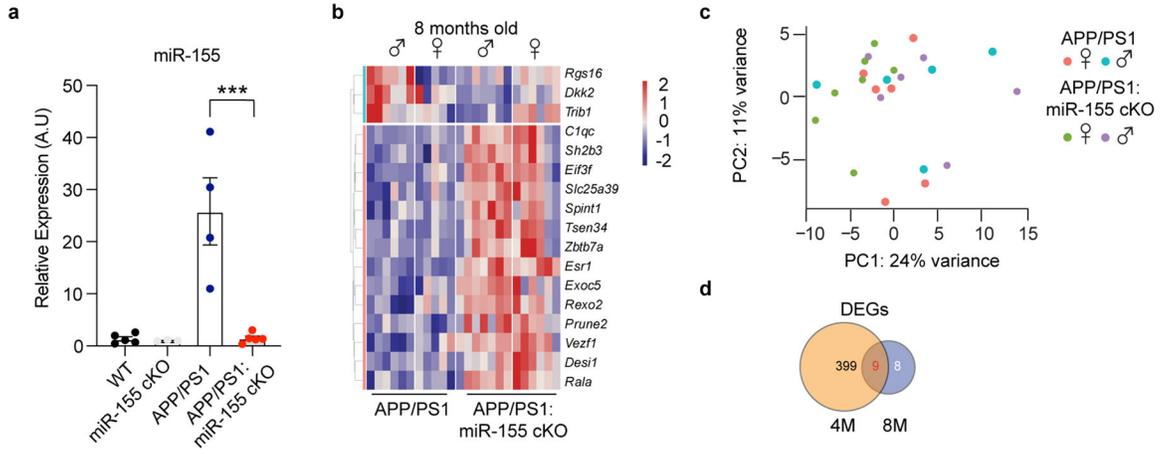 a
miR-155
Relative Expression (A.U)
50
40
30
20
10
0
***
WT
miR-155 cKO
APP/PS1
APP/PS1:
miR-155 cKO
b
8 months old
♂ ♀ ♂ ♀
Rgs16
Dkk2
Trib1
C1qc
Sh2b3
Eif3f
Slc25a39
Spint1
Tsen34
Zbtb7a
Esr1
Exoc5
Rexo2
Prune2
Vezf1
Desi1
Rala
2
1
0
-1
-2
APP/PS1
APP/PS1:
miR-155 cKO
c
PC2: 11% variance
5
0
−5
−10 −5 0 5 10 15
PC1: 24% variance
APP/PS1
♀ ♂
APP/PS1:
miR-155 cKO
♀ ♂
d
DEGs
399 9 8
4M 8M